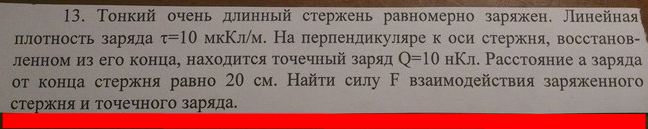 13. Тонкий очень длинный стержень равномерно заряжен. Линейная
плотность заряда τ=10 мкКл/м. На перпендикуляре к оси стержня, восстанов-
ленном из его конца, находится точечный заряд Q=10 нКл. Расстояние а заряда
от конца стержня равно 20 см. Найти силу F взаимодействия заряженного
стержня и точечного заряда.